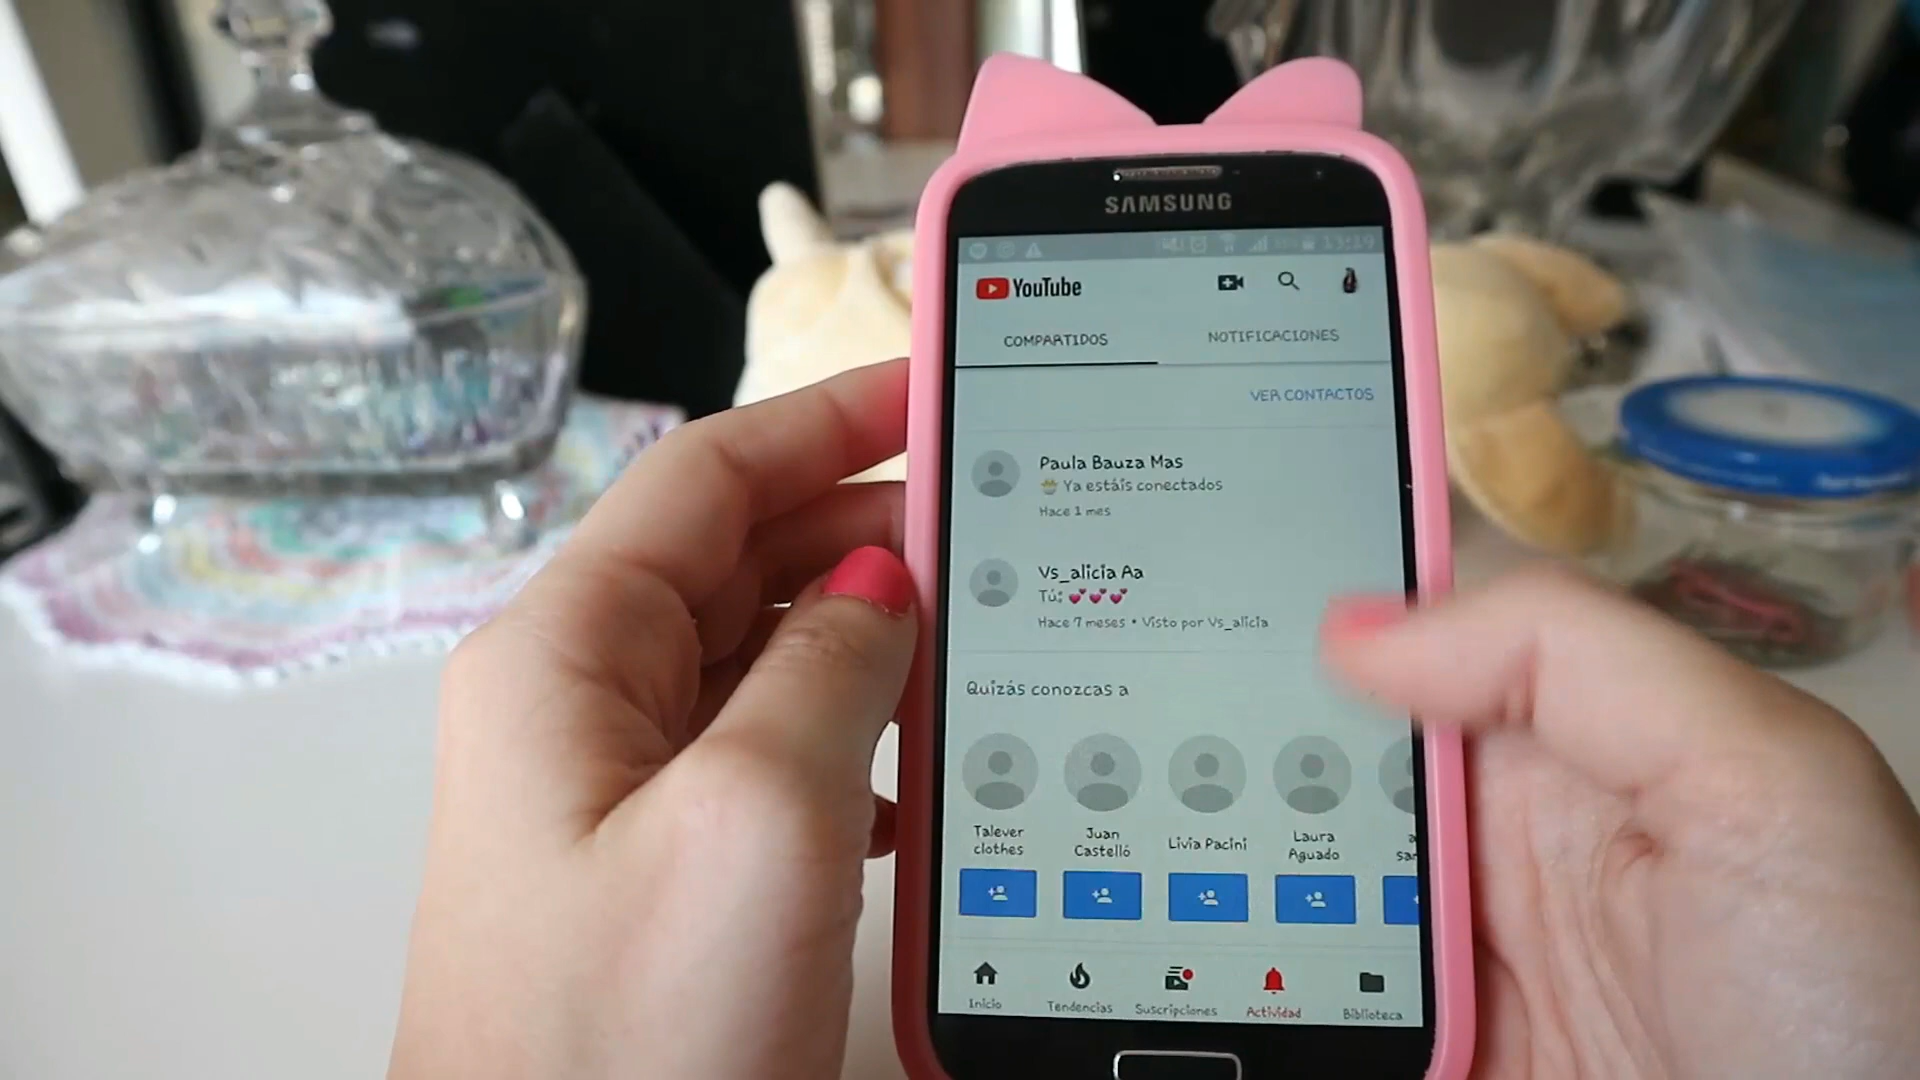 SAMSUNG
13:19
YouTube
COMPARTIDOS
NOTIFICACIONES
VER CONTACTOS
Paula Bauza Mas
Ya estáis conectados
Hace 1 mes
Vs_alicia Aa
Tú: 💕💕💕
Hace 7 meses • Visto por Vs_alicia
Quizás conozcas a
Talever
clothes
Juan
Castelló
Livia Pacini
Laura
Aguado
Inicio
Tendencias
Suscripciones
Actividad
Biblioteca